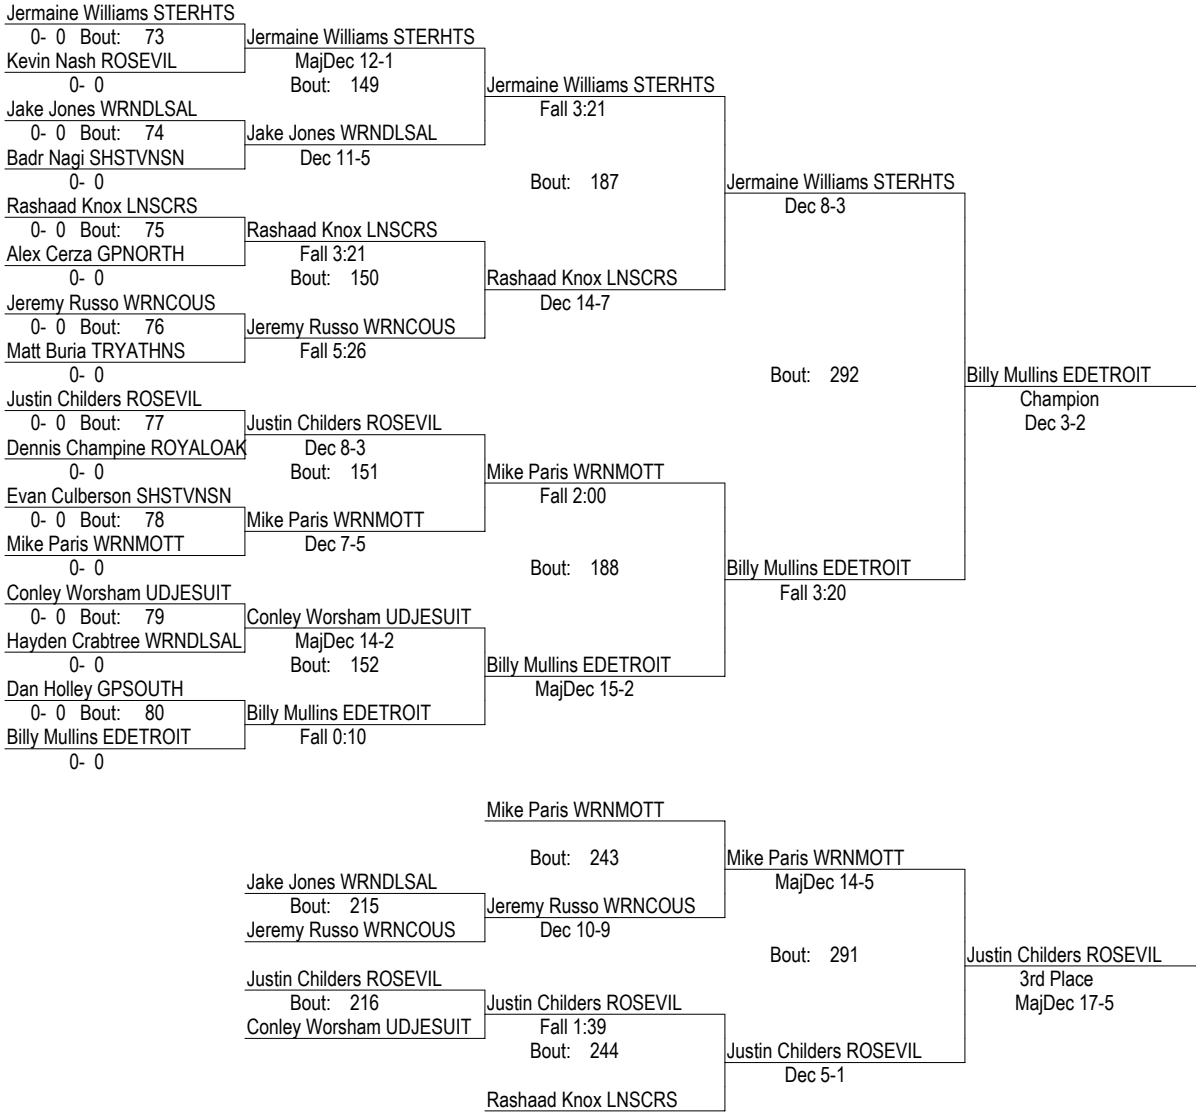 Jermaine Williams STERHTS
0- 0 Bout: 73
Jermaine Williams STERHTS
Kevin Nash ROSEVIL
MajDec 12-1
0- 0
Bout: 149
Jermaine Williams STERHTS
Jake Jones WRNDLSAL
Fall 3:21
0- 0 Bout: 74
Jake Jones WRNDLSAL
Badr Nagi SHSTVNSN
Dec 11-5
0- 0
Bout: 187
Jermaine Williams STERHTS
Rashaad Knox LNSCRS
Dec 8-3
0- 0 Bout: 75
Rashaad Knox LNSCRS
Alex Cerza GPNORTH
Fall 3:21
0- 0
Bout: 150
Rashaad Knox LNSCRS
Jeremy Russo WRNCOUS
Dec 14-7
0- 0 Bout: 76
Jeremy Russo WRNCOUS
Matt Buria TRYATHNS
Fall 5:26
0- 0
Bout: 292
Billy Mullins EDETROIT
Justin Childers ROSEVIL
Champion
0- 0 Bout: 77
Justin Childers ROSEVIL
Dec 3-2
Dennis Champine ROYALOAK
Dec 8-3
0- 0
Bout: 151
Mike Paris WRNMOTT
Evan Culberson SHSTVNSN
Fall 2:00
0- 0 Bout: 78
Mike Paris WRNMOTT
Mike Paris WRNMOTT
Dec 7-5
0- 0
Bout: 188
Billy Mullins EDETROIT
Conley Worsham UDJESUIT
Fall 3:20
0- 0 Bout: 79
Conley Worsham UDJESUIT
Hayden Crabtree WRNDLSAL
MajDec 14-2
0- 0
Bout: 152
Billy Mullins EDETROIT
Dan Holley GPSOUTH
MajDec 15-2
0- 0 Bout: 80
Billy Mullins EDETROIT
Billy Mullins EDETROIT
Fall 0:10
0- 0
Mike Paris WRNMOTT
Bout: 243
Mike Paris WRNMOTT
Jake Jones WRNDLSAL
MajDec 14-5
Bout: 215
Jeremy Russo WRNCOUS
Jeremy Russo WRNCOUS
Dec 10-9
Bout: 291
Justin Childers ROSEVIL
Justin Childers ROSEVIL
3rd Place
Bout: 216
Justin Childers ROSEVIL
MajDec 17-5
Conley Worsham UDJESUIT
Fall 1:39
Bout: 244
Justin Childers ROSEVIL
Dec 5-1
Rashaad Knox LNSCRS